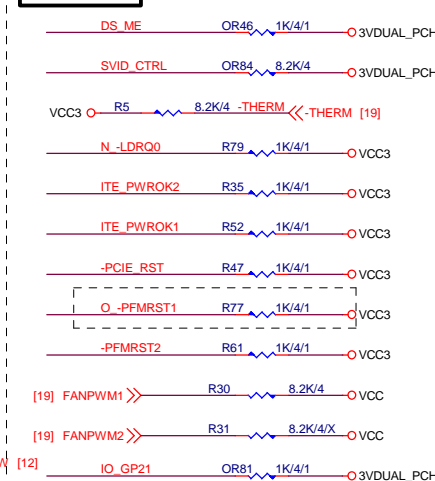 DS_ME OR46 1K/4/1 3VDUAL_PCH
SVID_CTRL OR84 8.2K/4 3VDUAL_PCH
VCC3 R5 8.2K/4 -THERM -THERM [19]
N_-LDRQ0 R79 1K/4/1 VCC3
ITE_PWROK2 R35 1K/4/1 VCC3
ITE_PWROK1 R52 1K/4/1 VCC3
-PCIE_RST R47 1K/4/1 VCC3
O_-PFMRST1 R77 1K/4/1 VCC3
-PFMRST2 R61 1K/4/1 VCC3
[19] FANPWM1 R30 8.2K/4 VCC
[19] FANPWM2 R31 8.2K/4/X VCC
[12]
IO_GP21 OR81 1K/4/1 3VDUAL_PCH